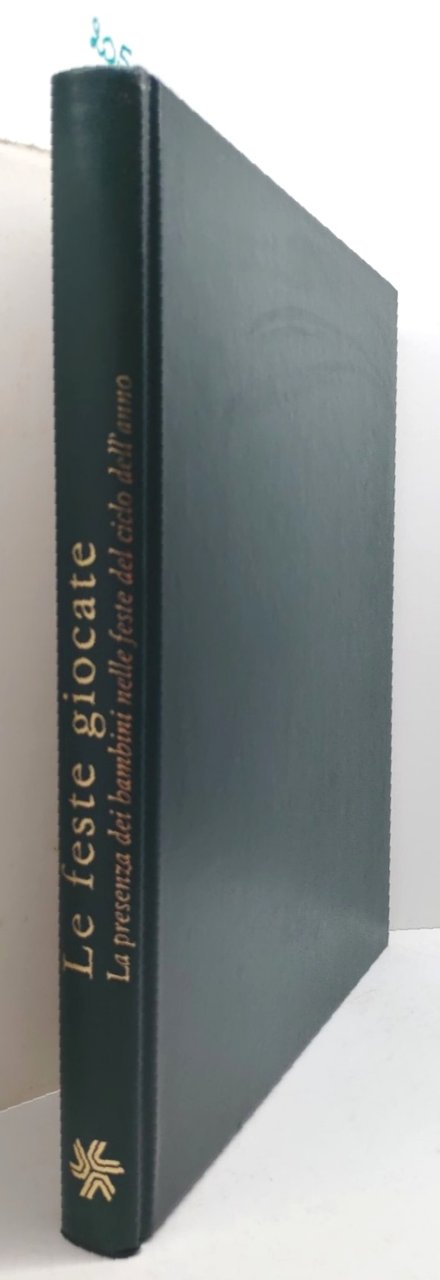 Le feste giocate
La presenza dei bambini nelle feste del ciclo dell'anno